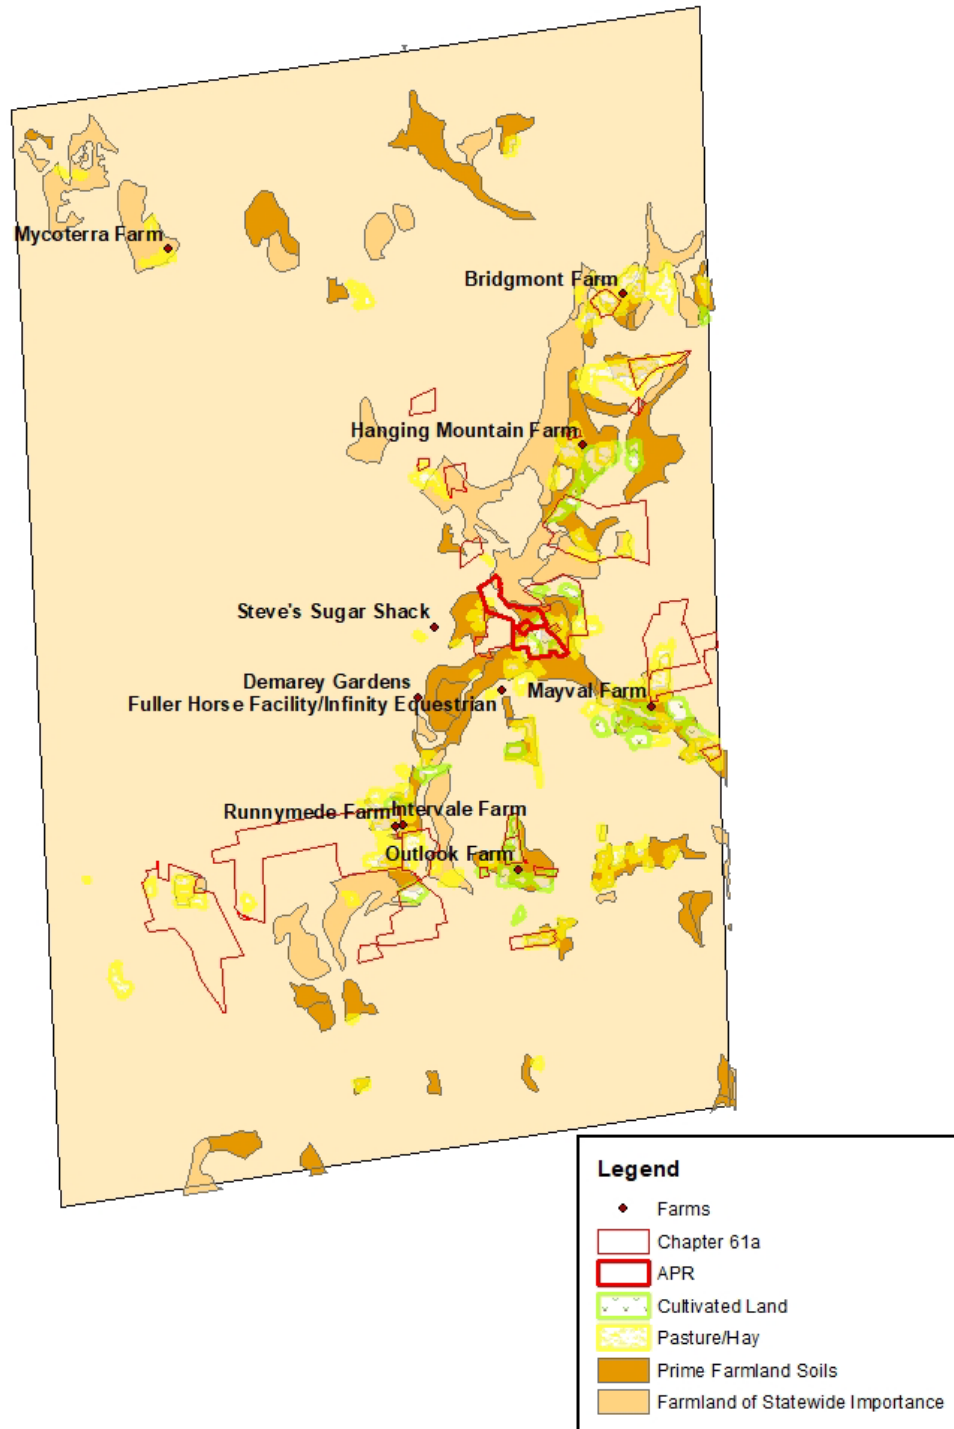 Mycoterra Farm
Bridgmont Farm
Hanging Mountain Farm
Steve's Sugar Shack
Demarey Gardens
Mayval Farm
Fuller Horse Facility/Infinity Equestrian
Runnymede Farm
Intervale Farm
Outlook Farm
Legend
Farms
Chapter 61a
APR
Cultivated Land
Pasture/Hay
Prime Farmland Soils
Farmland of Statewide Importance